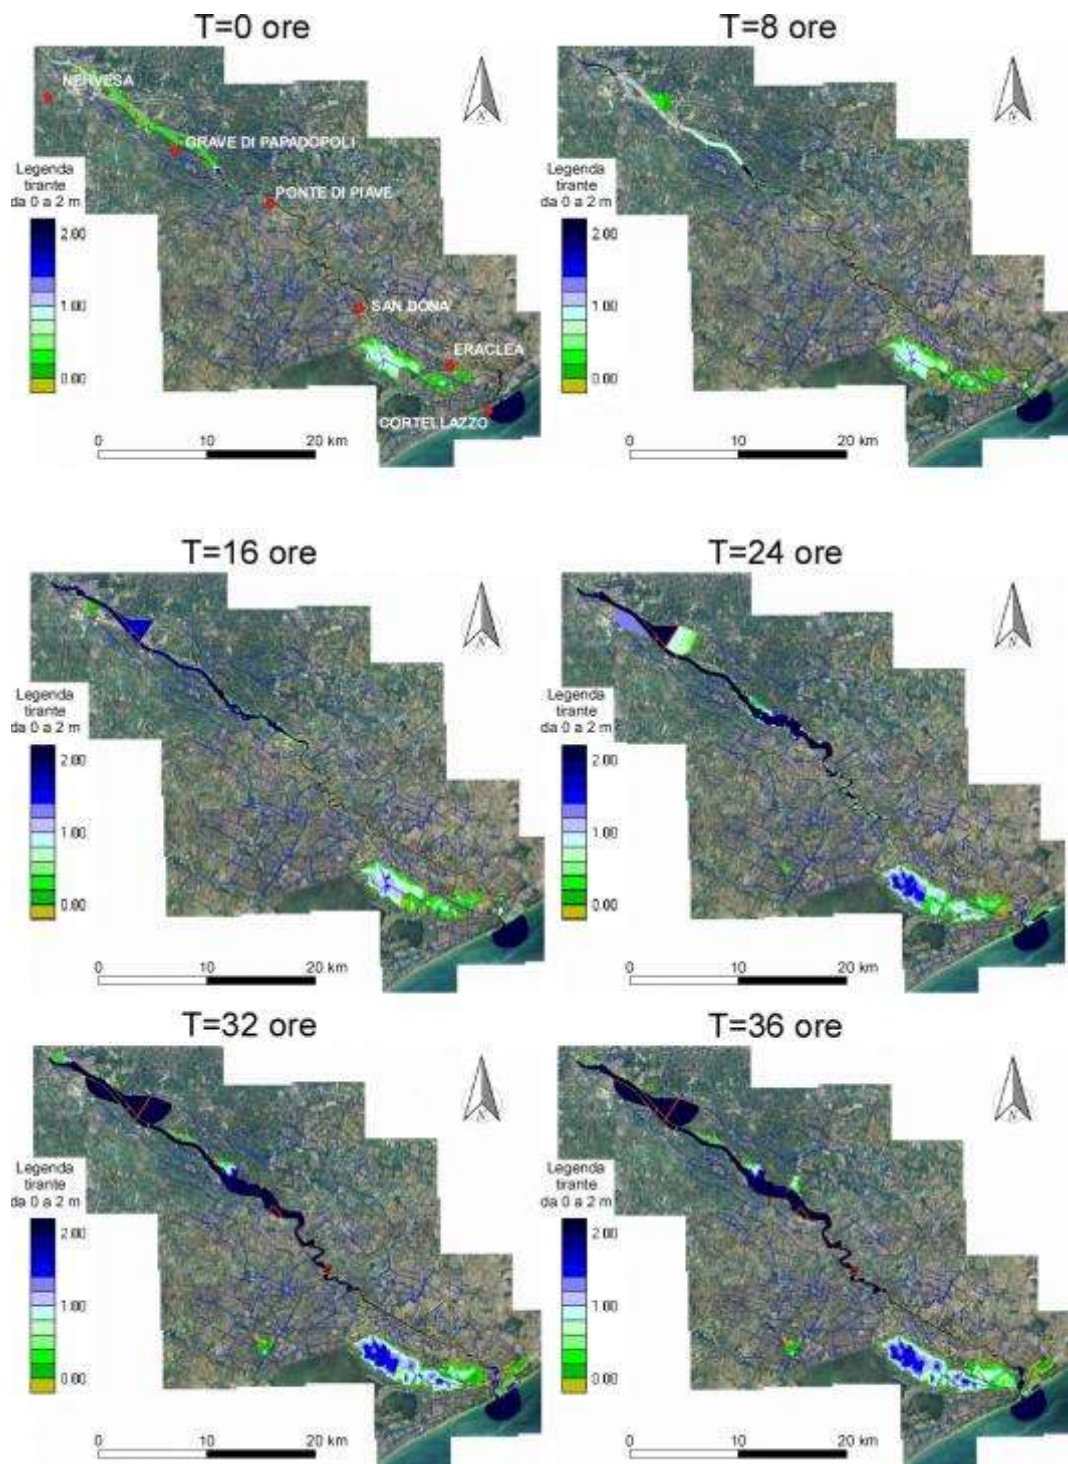 T=0 ore
NERVESA
GRAVE DI PAPADOPOLI
PONTE DI PIAVE
SAN DONA
ERACLEA
CORTELLAZZO
Legenda
tirante
da 0 a 2 m
2.00
1.00
0.00
N
0 10 20 km
T=8 ore
Legenda
tirante
da 0 a 2 m
2.00
1.00
0.00
N
0 10 20 km
T=16 ore
Legenda
tirante
da 0 a 2 m
2.00
1.00
0.00
N
0 10 20 km
T=24 ore
Legenda
tirante
da 0 a 2 m
2.00
1.00
0.00
N
0 10 20 km
T=32 ore
Legenda
tirante
da 0 a 2 m
2.00
1.00
0.00
N
0 10 20 km
T=36 ore
Legenda
tirante
da 0 a 2 m
2.00
1.00
0.00
N
0 10 20 km